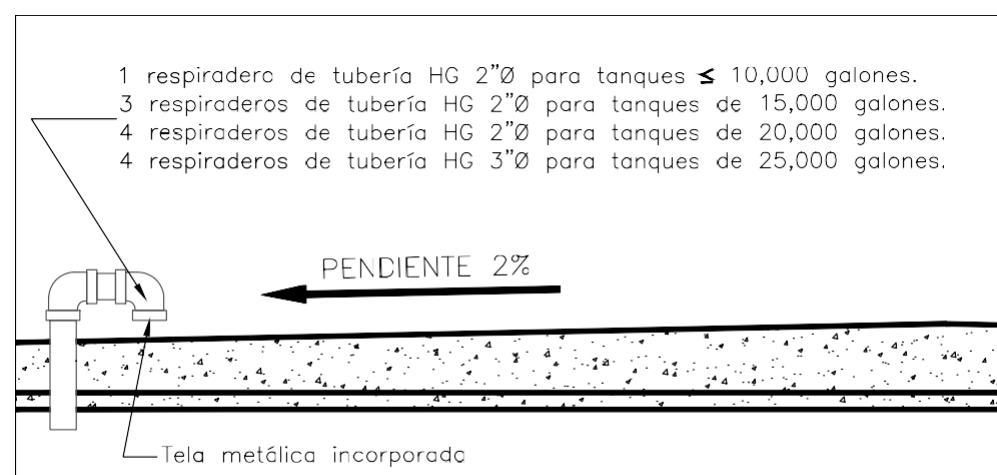 1 respiradero de tubería HG 2"Ø para tanques ≤ 10,000 galones.
3 respiraderos de tubería HG 2"Ø para tanques de 15,000 galones.
4 respiraderos de tubería HG 2"Ø para tanques de 20,000 galones.
4 respiraderos de tubería HG 3"Ø para tanques de 25,000 galones.
PENDIENTE 2%
Tela metálica incorporada